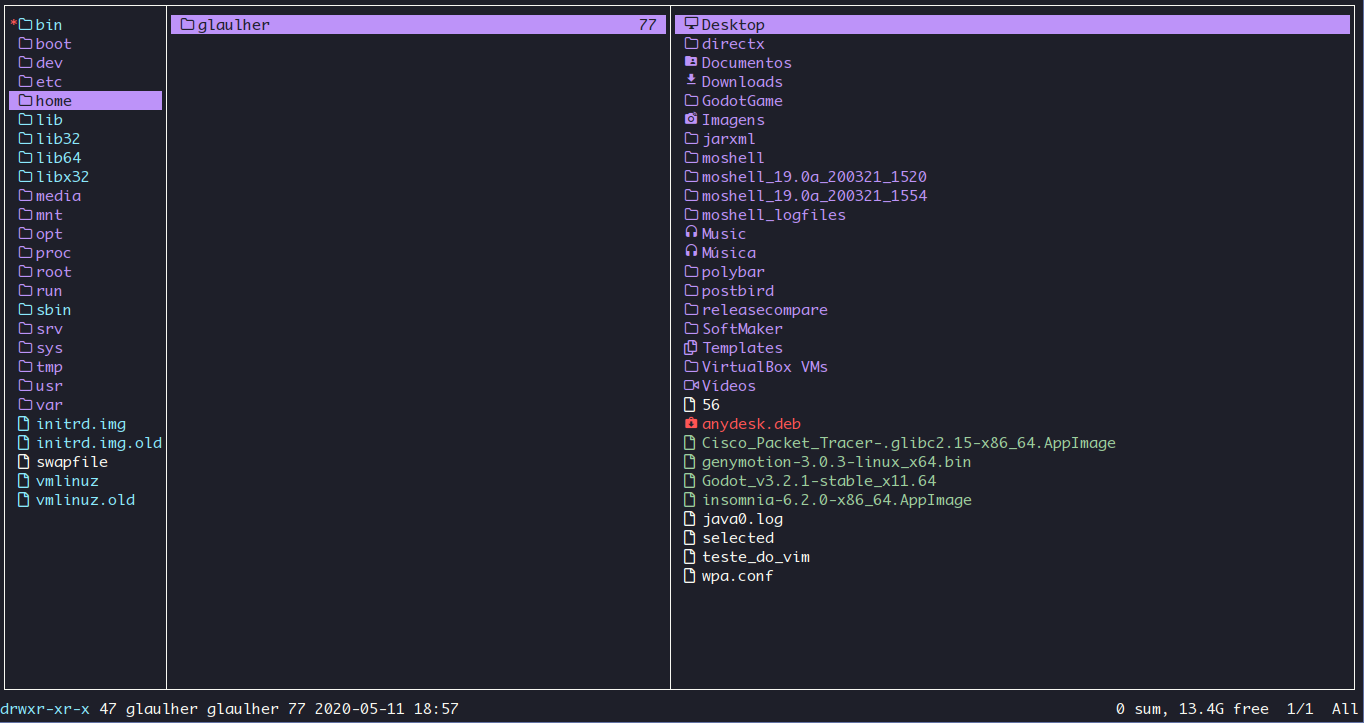 *bin
boot
dev
etc
home
lib
lib32
lib64
libx32
media
mnt
opt
proc
root
run
sbin
srv
sys
tmp
usr
var
initrd.img
initrd.img.old
swapfile
vmlinuz
vmlinuz.old
glaulher 77
Desktop
directx
Documentos
Downloads
GodotGame
Imagens
jarxml
moshell
moshell_19.0a_200321_1520
moshell_19.0a_200321_1554
moshell_logfiles
Music
Música
polybar
postbird
releasecompare
SoftMaker
Templates
VirtualBox VMs
Vídeos
56
anydesk.deb
Cisco_Packet_Tracer-.glibc2.15-x86_64.AppImage
genymotion-3.0.3-linux_x64.bin
Godot_v3.2.1-stable_x11.64
insomnia-6.2.0-x86_64.AppImage
java0.log
selected
teste_do_vim
wpa.conf
drwxr-xr-x 47 glaulher glaulher 77 2020-05-11 18:57 0 sum, 13.4G free 1/1 All